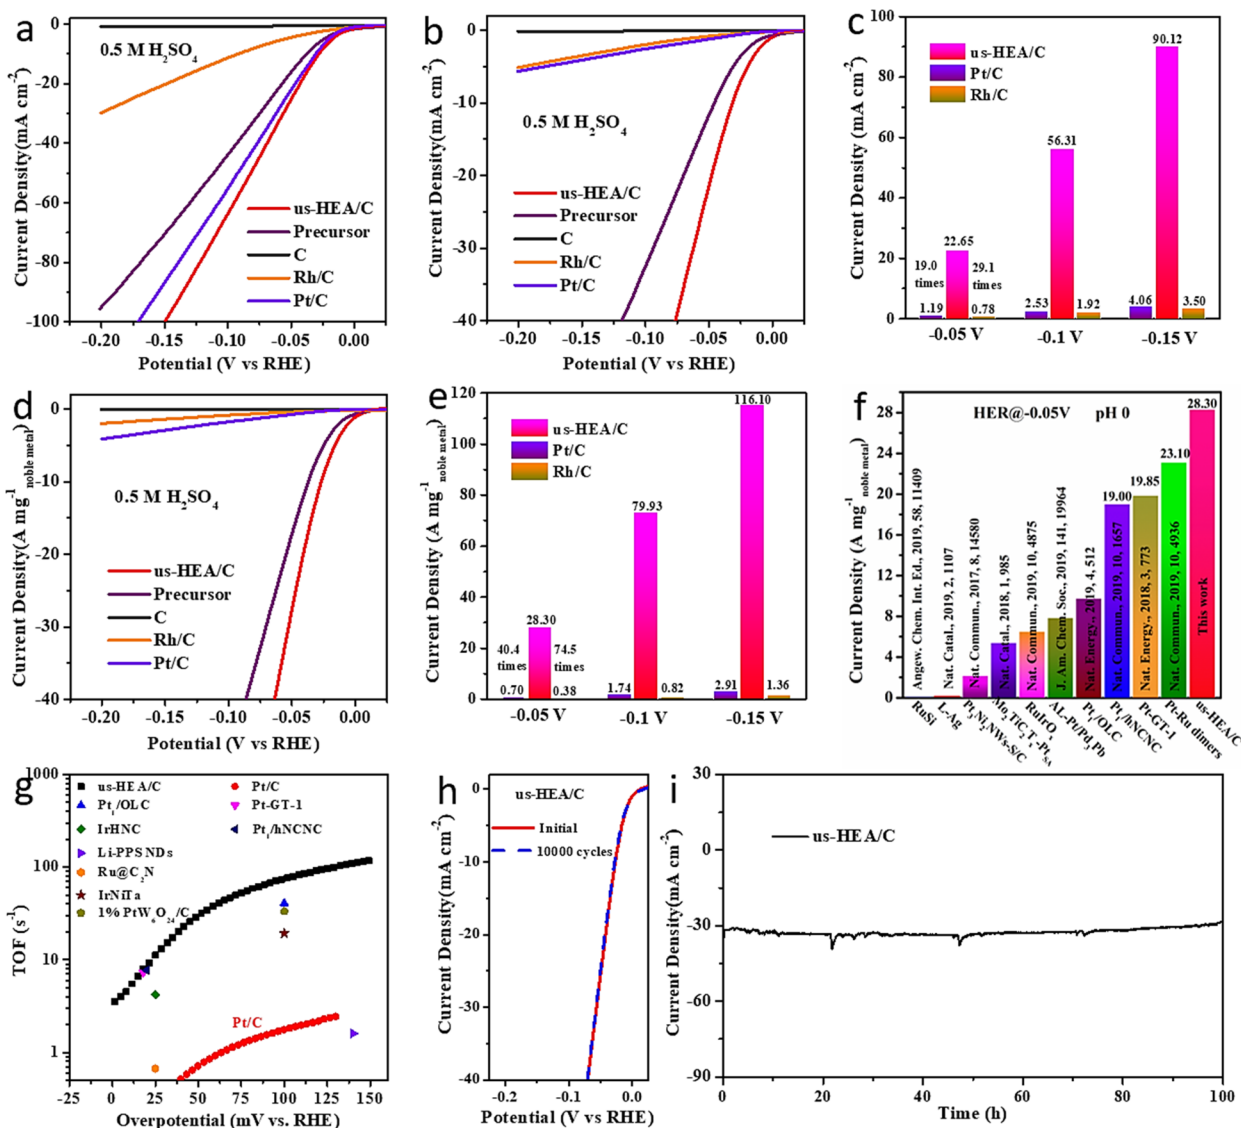 a
0.5 M H2SO4
us-HEA/C
Precursor
C
Rh/C
Pt/C
0
-20
-40
-60
-80
-100
-0.20
-0.15
-0.10
-0.05
0.00
Current Density(mA cm-2)
Potential (V vs RHE)
b
0.5 M H2SO4
us-HEA/C
Precursor
C
Rh/C
Pt/C
0
-10
-20
-30
-40
-0.20
-0.15
-0.10
-0.05
0.00
Current Density(mA cm-2)
Potential (V vs RHE)
c
us-HEA/C
Pt/C
Rh/C
100
80
60
40
20
0
90.12
56.31
22.65
19.0 times
29.1 times
1.19
0.78
2.53
1.92
4.06
3.50
-0.05 V
-0.1 V
-0.15 V
Current Density (mA cm-2)
d
0.5 M H2SO4
us-HEA/C
Precursor
C
Rh/C
Pt/C
0
-10
-20
-30
-40
-0.20
-0.15
-0.10
-0.05
0.00
Current Density(A mg-1 noble metal)
Potential (V vs RHE)
e
us-HEA/C
Pt/C
Rh/C
120
100
80
60
40
20
0
116.10
79.93
28.30
40.4 times
74.5 times
0.70
0.38
1.74
0.82
2.91
1.36
-0.05 V
-0.1 V
-0.15 V
Current Density (A mg-1 noble metal)
f
HER@-0.05V pH 0
28
24
20
16
12
8
4
0
28.30
23.10
19.85
19.00
Angew. Chem. Int. Ed., 2019, 58, 11409
Nat. Catal., 2019, 2, 1107
Nat. Commun., 2017, 8, 14580
Nat. Catal., 2018, 1, 985
Nat. Commun., 2019, 10, 4875
J. Am. Chem. Soc., 2019, 141, 19964
Nat. Energy., 2019, 4, 512
Nat. Commun., 2019, 10, 1657
Nat. Energy., 2018, 3, 773
Nat. Commun., 2019, 10, 4936
This work
RuSi
L-Ag
Pt3Ni2NWs-S/C
Mo2TiC2Tx-PtSA
RuIrOx
AL-Pt/Pd3Pb
Pt1/OLC
Pt1/hNCNC
Pt-GT-1
Pt-Ru dimers
us-HEA/C
Current Density (A mg-1 noble metal)
g
us-HEA/C
Pt/C
Pt1/OLC
Pt-GT-1
IrHNC
Pt1/hNCNC
Li-PPS NDs
Ru@C2N
IrNiTa
1% PtW6O24/C
Pt/C
1000
100
10
1
-25
0
25
50
75
100
125
150
TOF (s-1)
Overpotential (mV vs. RHE)
h
us-HEA/C
Initial
10000 cycles
0
-10
-20
-30
-40
-0.2
-0.1
0.0
Current Density(mA cm-2)
Potential (V vs RHE)
i
us-HEA/C
30
0
-30
-60
-90
0
20
40
60
80
100
Current Density(mA cm-2)
Time (h)